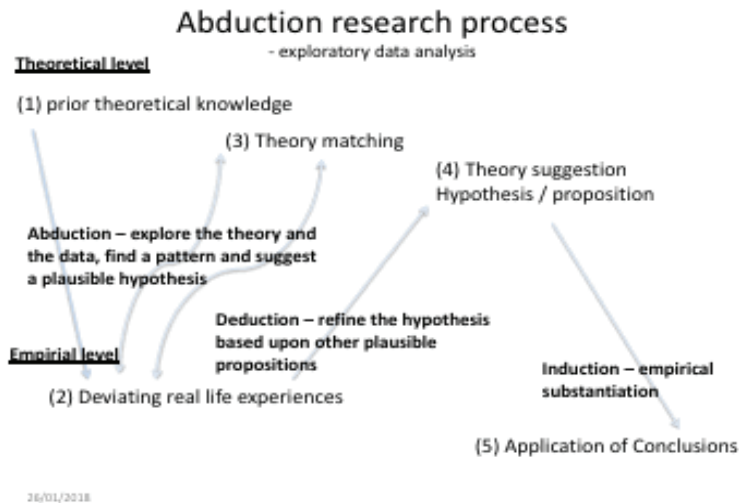 Abduction research process
- exploratory data analysis
Theoretical level
(1) prior theoretical knowledge
(3) Theory matching
(4) Theory suggestion
Hypothesis / proposition
Abduction – explore the theory and
the data, find a pattern and suggest
a plausible hypothesis
Deduction – refine the hypothesis
based upon other plausible
propositions
Empirial level
(2) Deviating real life experiences
Induction – empirical
substantiation
(5) Application of Conclusions
26/01/2018